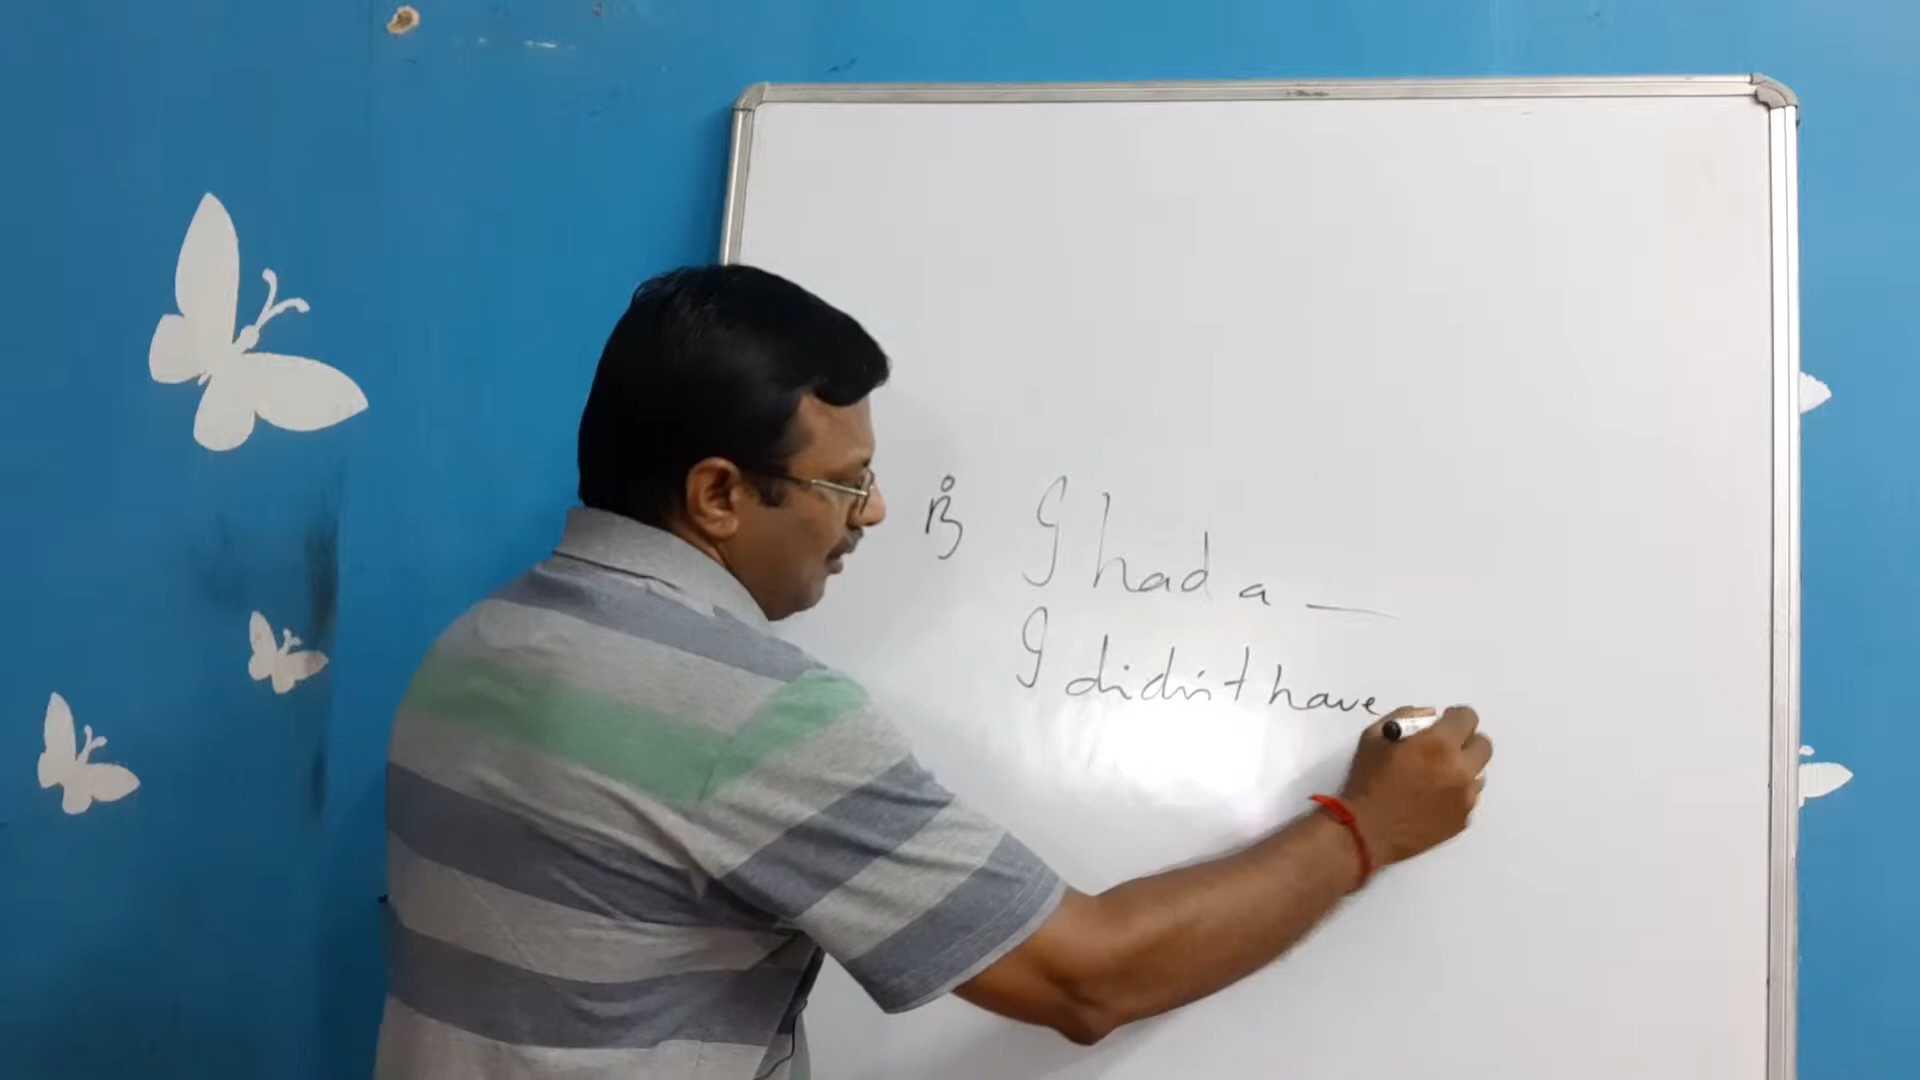 I had a —
I didn't have